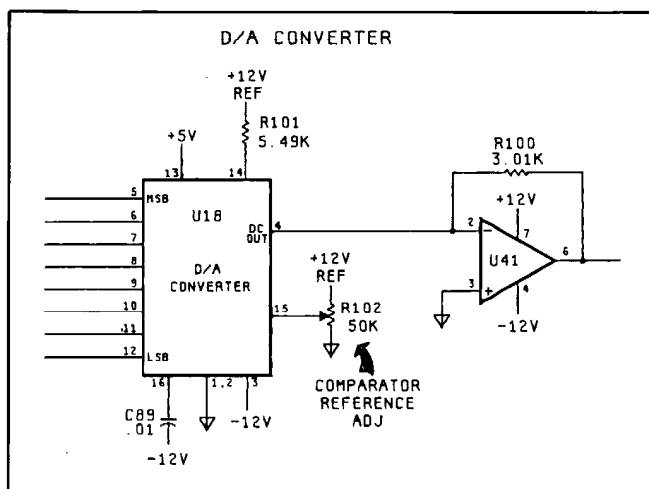 D/A CONVERTER
+12V
REF
R101
5.49K
+5V
R100
3.01K
13
14
5
MSB
6
7
8
9
10
11
12
LSB
U18
D/A
CONVERTER
DC
OUT
4
15
+12V
REF
R102
50K
COMPARATOR
REFERENCE
ADJ
+12V
2
-
7
U41
6
3
+
4
-12V
16
1,2
3
C89
.01
-12V
-12V